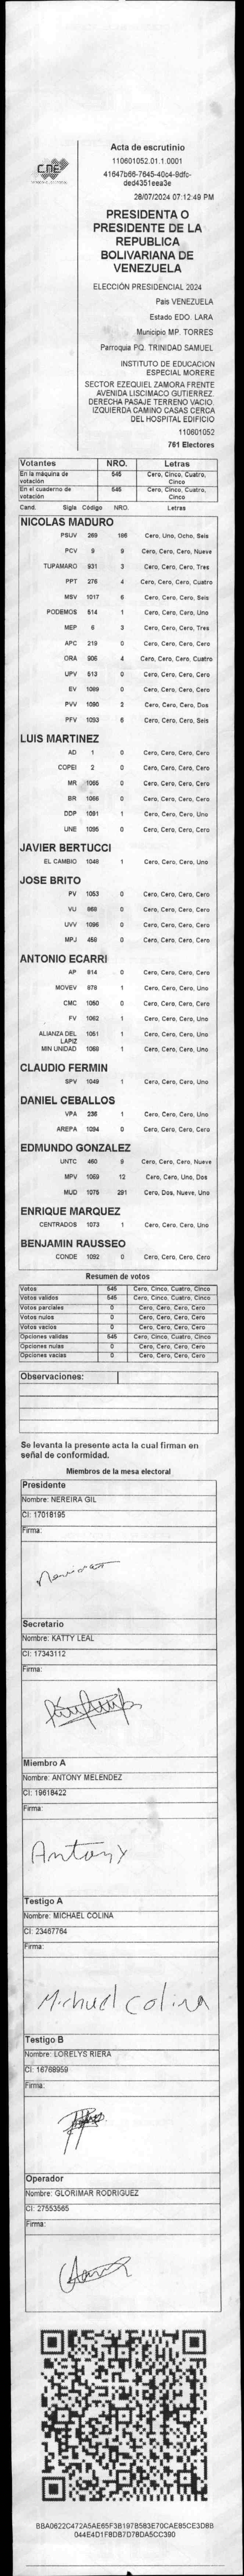 CNE
Acta de escrutinio
110601052.01.1.0001
41647b66-7645-40c4-9dfc-
ded4351eea3e
28/07/2024 07:12:49 PM
PRESIDENTA O
PRESIDENTE DE LA
REPUBLICA
BOLIVARIANA DE
VENEZUELA
ELECCIÓN PRESIDENCIAL 2024
País VENEZUELA
Estado EDO. LARA
Municipio MP. TORRES
Parroquia PQ. TRINIDAD SAMUEL
INSTITUTO DE EDUCACION
ESPECIAL MORERE
SECTOR EZEQUIEL ZAMORA FRENTE
AVENIDA LISCIMACO GUTIERREZ.
DERECHA PASAJE TERRENO VACIO.
IZQUIERDA CAMINO CASAS CERCA
DEL HOSPITAL EDIFICIO
110601052
761 Electores
Votantes NRO. Letras
En la máquina de votación 545 Cero, Cinco, Cuatro, Cinco
En el cuaderno de votación 545 Cero, Cinco, Cuatro, Cinco
Cand. Sigla Código NRO. Letras
NICOLAS MADURO
PSUV 269 186 Cero, Uno, Ocho, Seis
PCV 9 9 Cero, Cero, Cero, Nueve
TUPAMARO 931 3 Cero, Cero, Cero, Tres
PPT 276 4 Cero, Cero, Cero, Cuatro
MSV 1017 6 Cero, Cero, Cero, Seis
PODEMOS 514 1 Cero, Cero, Cero, Uno
MEP 6 3 Cero, Cero, Cero, Tres
APC 219 0 Cero, Cero, Cero, Cero
ORA 906 4 Cero, Cero, Cero, Cuatro
UPV 513 0 Cero, Cero, Cero, Cero
EV 1089 0 Cero, Cero, Cero, Cero
PVV 1090 2 Cero, Cero, Cero, Dos
PFV 1093 6 Cero, Cero, Cero, Seis
LUIS MARTINEZ
AD 1 0 Cero, Cero, Cero, Cero
COPEI 2 0 Cero, Cero, Cero, Cero
MR 1065 0 Cero, Cero, Cero, Cero
BR 1066 0 Cero, Cero, Cero, Cero
DDP 1081 1 Cero, Cero, Cero, Uno
UNE 1095 0 Cero, Cero, Cero, Cero
JAVIER BERTUCCI
EL CAMBIO 1048 1 Cero, Cero, Cero, Uno
JOSE BRITO
PV 1053 0 Cero, Cero, Cero, Cero
VU 868 0 Cero, Cero, Cero, Cero
UVV 1096 0 Cero, Cero, Cero, Cero
MPJ 456 0 Cero, Cero, Cero, Cero
ANTONIO ECARRI
AP 814 0 Cero, Cero, Cero, Cero
MOVEV 978 1 Cero, Cero, Cero, Uno
CMC 1050 0 Cero, Cero, Cero, Cero
FV 1062 1 Cero, Cero, Cero, Uno
ALIANZA DEL LAPIZ 1051 1 Cero, Cero, Cero, Uno
MIN UNIDAD 1068 1 Cero, Cero, Cero, Uno
CLAUDIO FERMIN
SPV 1049 1 Cero, Cero, Cero, Uno
DANIEL CEBALLOS
VPA 236 1 Cero, Cero, Cero, Uno
AREPA 1094 0 Cero, Cero, Cero, Cero
EDMUNDO GONZALEZ
UNTC 460 9 Cero, Cero, Cero, Nueve
MPV 1069 12 Cero, Cero, Uno, Dos
MUD 1075 291 Cero, Dos, Nueve, Uno
ENRIQUE MARQUEZ
CENTRADOS 1073 1 Cero, Cero, Cero, Uno
BENJAMIN RAUSSEO
CONDE 1092 0 Cero, Cero, Cero, Cero
Resumen de votos
Votos 545 Cero, Cinco, Cuatro, Cinco
Votos validos 545 Cero, Cinco, Cuatro, Cinco
Votos parciales 0 Cero, Cero, Cero, Cero
Votos nulos 0 Cero, Cero, Cero, Cero
Votos vacios 0 Cero, Cero, Cero, Cero
Opciones validas 545 Cero, Cinco, Cuatro, Cinco
Opciones nulas 0 Cero, Cero, Cero, Cero
Opciones vacias 0 Cero, Cero, Cero, Cero
Observaciones:
Se levanta la presente acta la cual firman en
señal de conformidad.
Miembros de la mesa electoral
Presidente
Nombre: NEREIRA GIL
CI: 17018195
Firma:
Secretario
Nombre: KATTY LEAL
CI: 17343112
Firma:
Miembro A
Nombre: ANTONY MELENDEZ
CI: 19618422
Firma:
Antony
Testigo A
Nombre: MICHAEL COLINA
CI: 23467764
Firma:
Michael Colina
Testigo B
Nombre: LORELYS RIERA
CI: 16768959
Firma:
Operador
Nombre: GLORIMAR RODRIGUEZ
CI: 27553565
Firma:
BBA0622C472A5AE65F3B197B583E70CAE85CE3D8B
044E4D1F8DB7D78DA5CC390